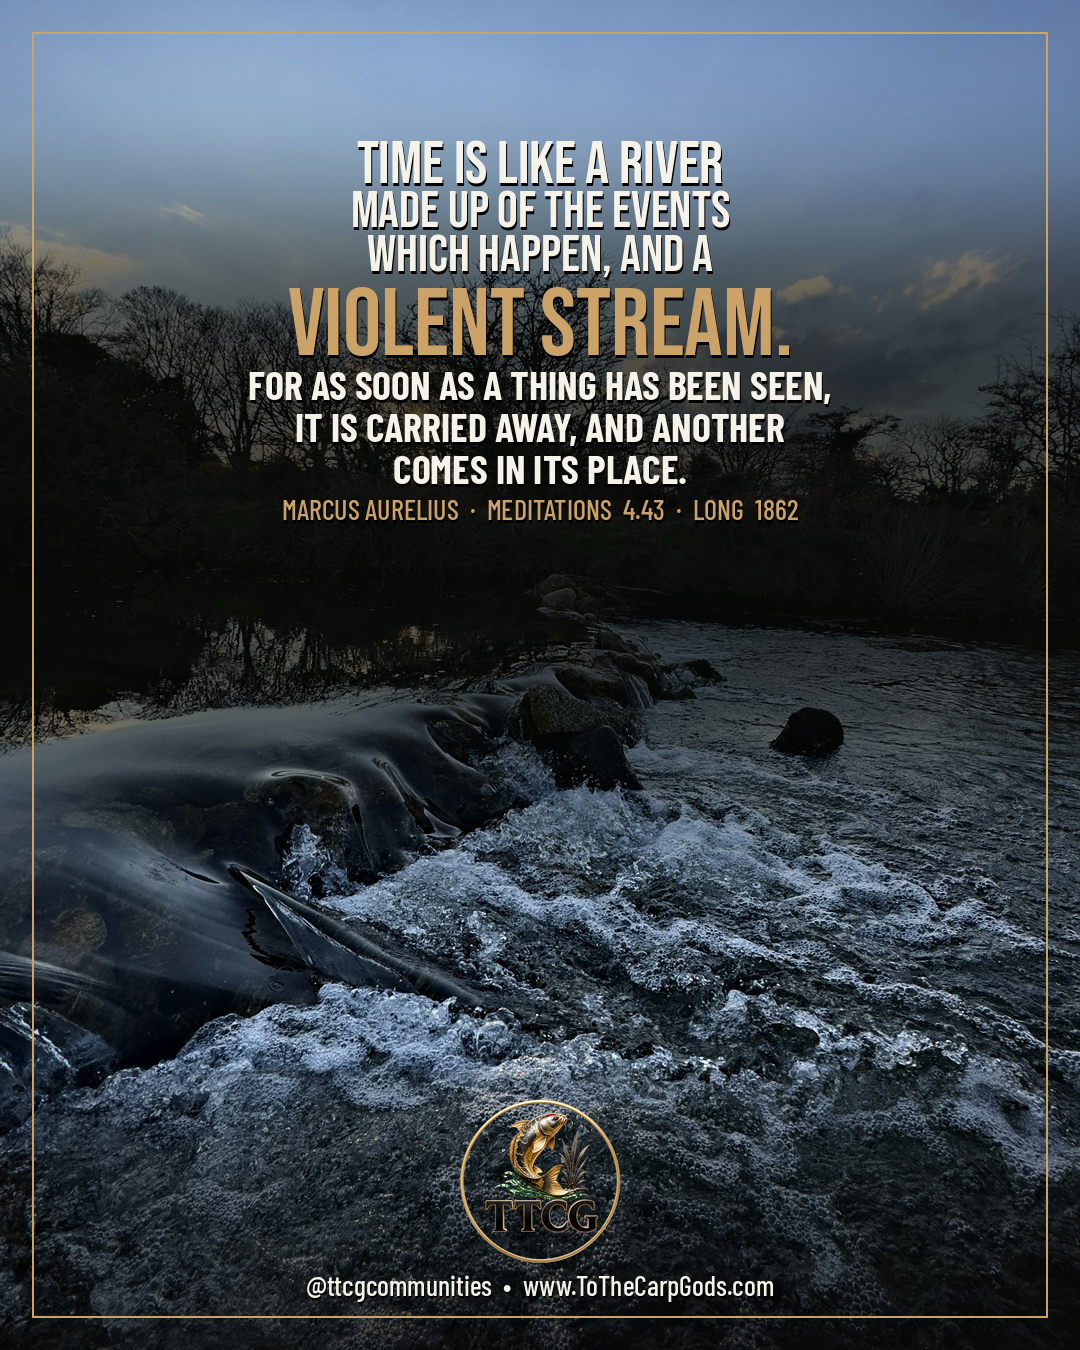 TIME IS LIKE A RIVER
MADE UP OF THE EVENTS
WHICH HAPPEN, AND A
VIOLENT STREAM.
FOR AS SOON AS A THING HAS BEEN SEEN,
IT IS CARRIED AWAY, AND ANOTHER
COMES IN ITS PLACE.
MARCUS AURELIUS · MEDITATIONS 4.43 · LONG 1862
TTCG
@ttcgcommunities • www.ToTheCarpGods.com